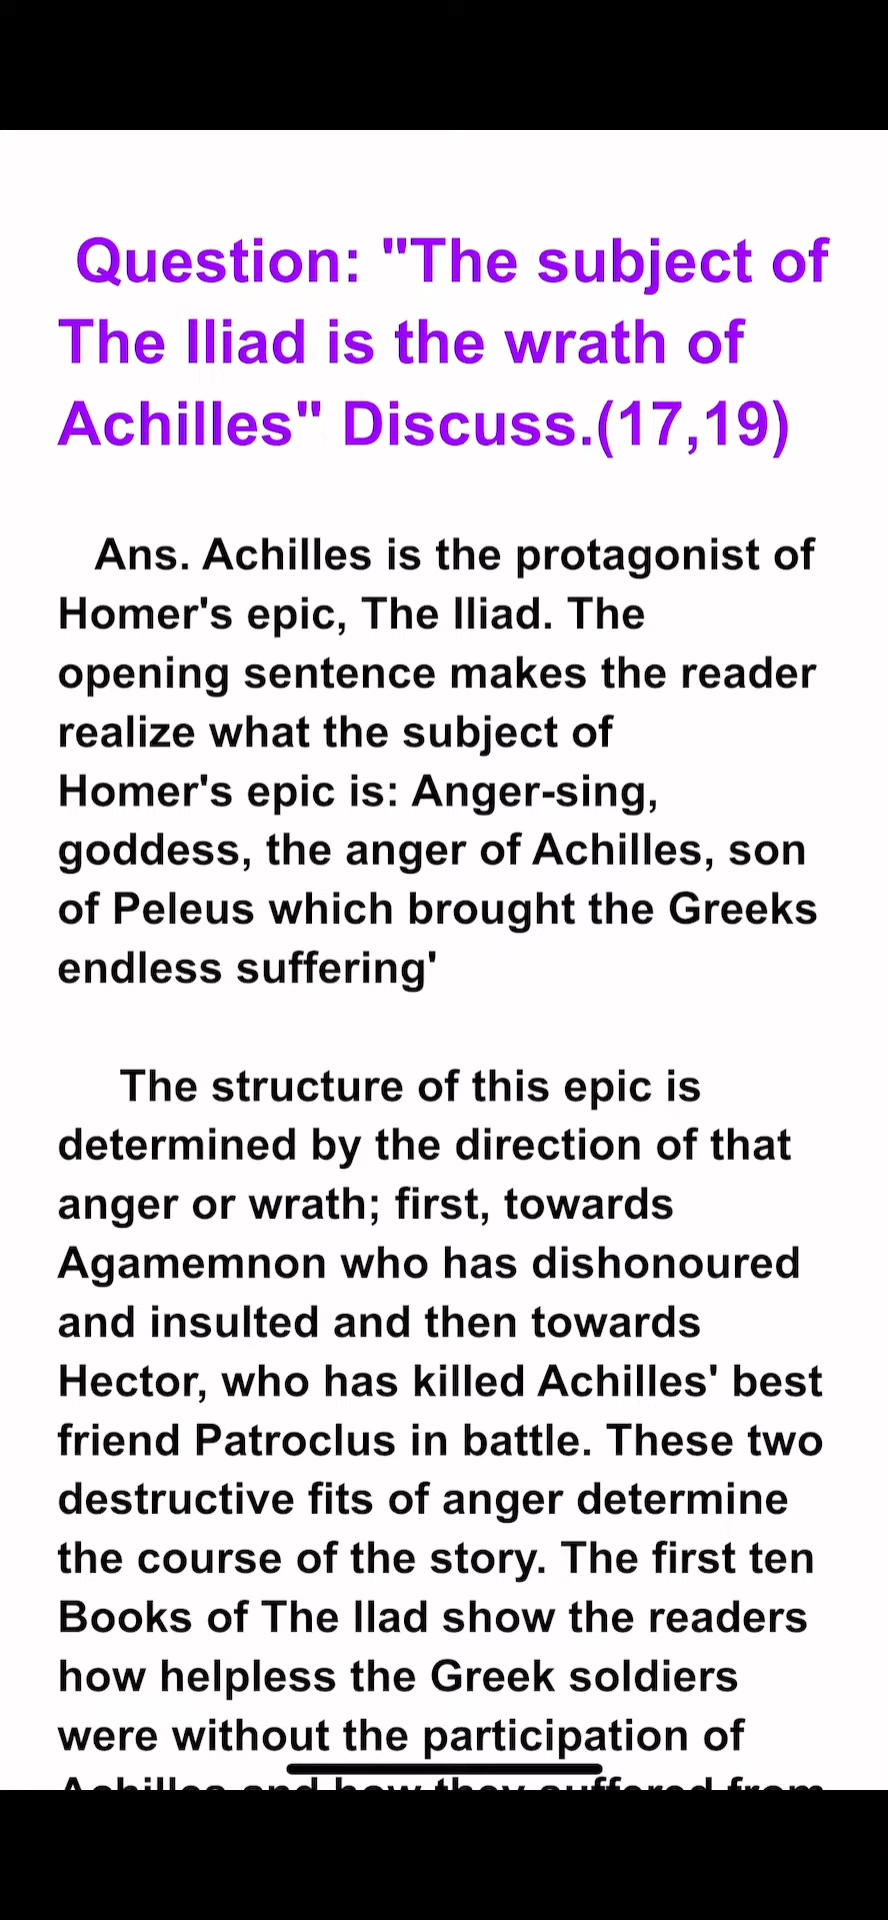 Question: "The subject of
The Iliad is the wrath of
Achilles" Discuss.(17,19)
Ans. Achilles is the protagonist of
Homer's epic, The Iliad. The
opening sentence makes the reader
realize what the subject of
Homer's epic is: Anger-sing,
goddess, the anger of Achilles, son
of Peleus which brought the Greeks
endless suffering'
The structure of this epic is
determined by the direction of that
anger or wrath; first, towards
Agamemnon who has dishonoured
and insulted and then towards
Hector, who has killed Achilles' best
friend Patroclus in battle. These two
destructive fits of anger determine
the course of the story. The first ten
Books of The Ilad show the readers
how helpless the Greek soldiers
were without the participation of
Achilles and how they suffered from